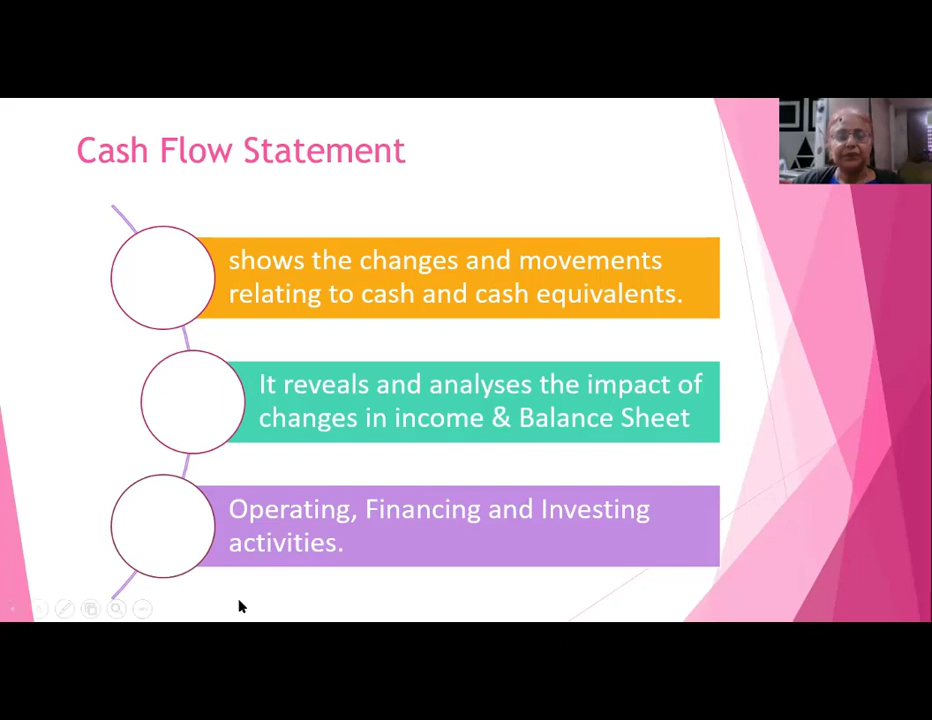 Cash Flow Statement
shows the changes and movements
relating to cash and cash equivalents.
It reveals and analyses the impact of
changes in income & Balance Sheet
Operating, Financing and Investing
activities.